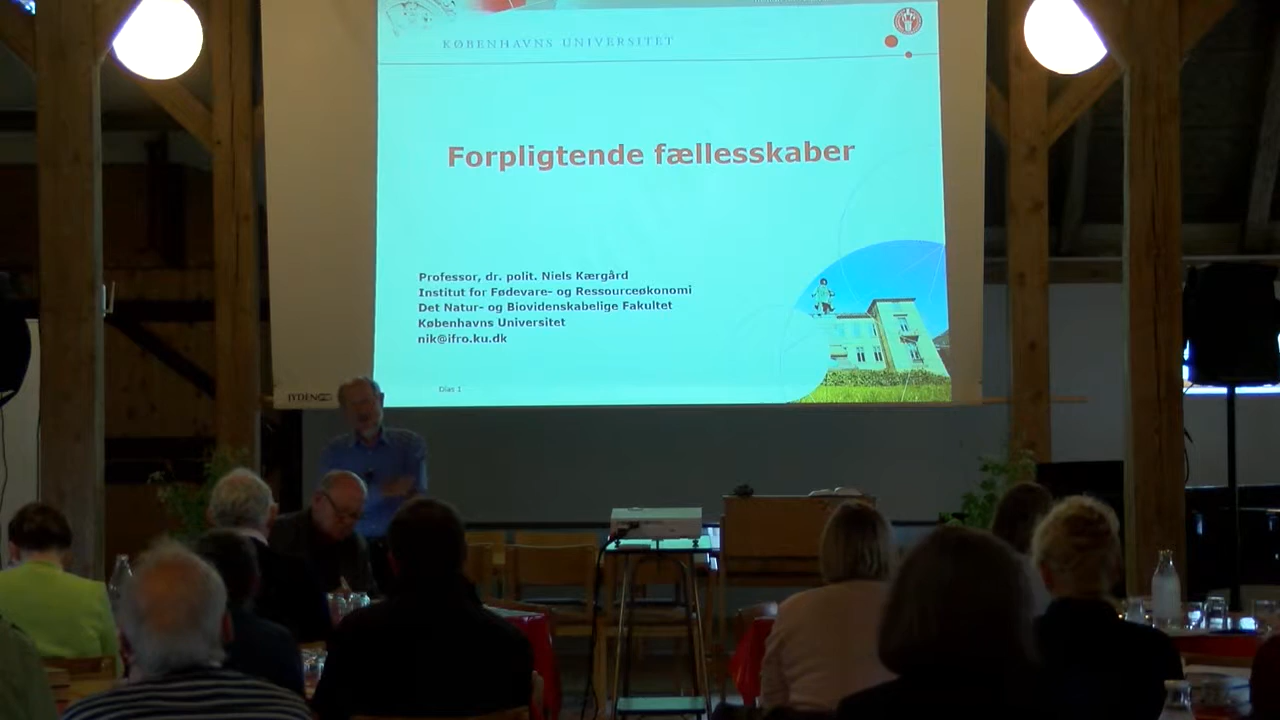 KØBENHAVNS UNIVERSITET
Forpligtende fællesskaber
Professor, dr. polit. Niels Kærgård
Institut for Fødevare- og Ressourceøkonomi
Det Natur- og Biovidenskabelige Fakultet
Københavns Universitet
nik@ifro.ku.dk
Dias 1